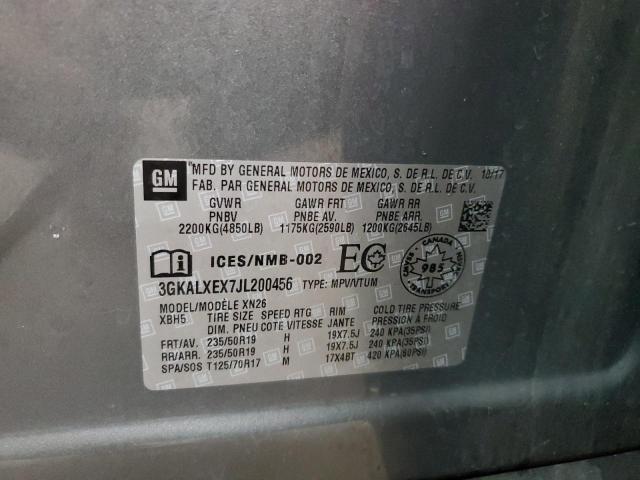 GM
MFD BY GENERAL MOTORS DE MEXICO, S. DE R.L. DE C.V. 10/17
FAB. PAR GENERAL MOTORS DE MEXICO, S. DE R.L. DE C.V.
GVWR GAWR FRT GAWR RR
PNBV PNBE AV. PNBE ARR.
2200KG(4850LB) 1175KG(2590LB) 1200KG(2645LB)
ICES/NMB-002 EC
CANADA
985
TRANSPORT
3GKALXEX7JL200456 TYPE: MPV/VTUM
MODEL/MODÈLE XN26
XBH5 TIRE SIZE SPEED RTG RIM COLD TIRE PRESSURE
DIM. PNEU COTE VITESSE JANTE PRESSION À FROID
FRT/AV. 235/50R19 H 19X7.5J 240 KPA(35PSI)
RR/ARR. 235/50R19 H 19X7.5J 240 KPA(35PSI)
SPA/SOS T125/70R17 M 17X4BT 420 KPA(60PSI)